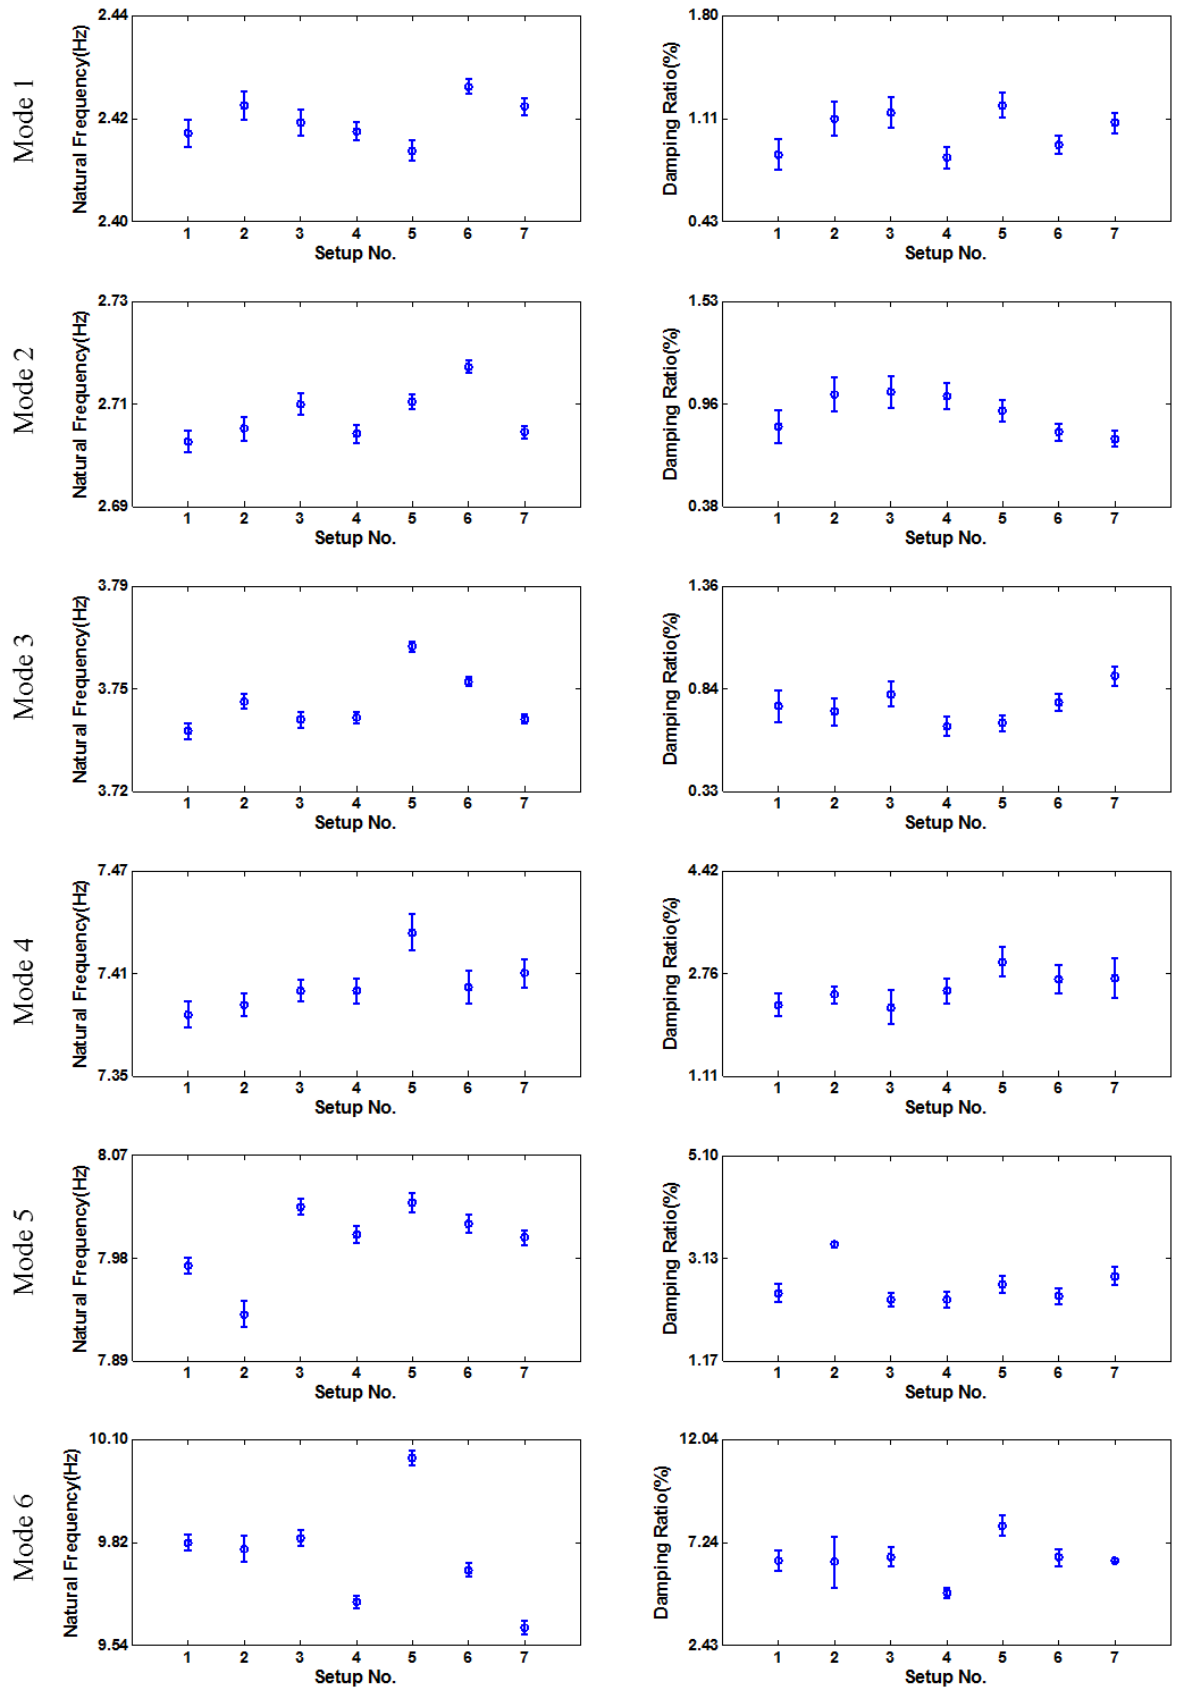 Mode 1
Natural Frequency(Hz)
2.44
2.42
2.40
1 2 3 4 5 6 7
Setup No.
Damping Ratio(%)
1.80
1.11
0.43
1 2 3 4 5 6 7
Setup No.
Mode 2
Natural Frequency(Hz)
2.73
2.71
2.69
1 2 3 4 5 6 7
Setup No.
Damping Ratio(%)
1.53
0.96
0.38
1 2 3 4 5 6 7
Setup No.
Mode 3
Natural Frequency(Hz)
3.79
3.75
3.72
1 2 3 4 5 6 7
Setup No.
Damping Ratio(%)
1.36
0.84
0.33
1 2 3 4 5 6 7
Setup No.
Mode 4
Natural Frequency(Hz)
7.47
7.41
7.35
1 2 3 4 5 6 7
Setup No.
Damping Ratio(%)
4.42
2.76
1.11
1 2 3 4 5 6 7
Setup No.
Mode 5
Natural Frequency(Hz)
8.07
7.98
7.89
1 2 3 4 5 6 7
Setup No.
Damping Ratio(%)
5.10
3.13
1.17
1 2 3 4 5 6 7
Setup No.
Mode 6
Natural Frequency(Hz)
10.10
9.82
9.54
1 2 3 4 5 6 7
Setup No.
Damping Ratio(%)
12.04
7.24
2.43
1 2 3 4 5 6 7
Setup No.